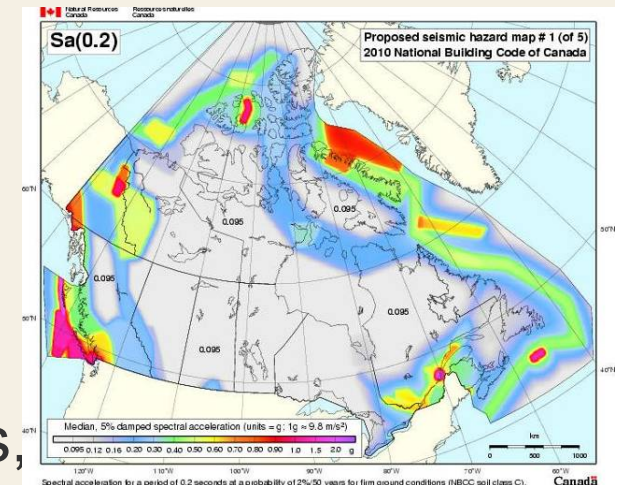 Natural Resources Canada
Ressources naturelles Canada
Sa(0.2)
Proposed seismic hazard map # 1 (of 5)
2010 National Building Code of Canada
60°N
50°N
40°N
50°N
40°N
0.095
0.095
0.095
0.095
0.095
Median, 5% damped spectral acceleration (units = g; 1g ≈ 9.8 m/s²)
0.095 0.12 0.16 0.20 0.30 0.40 0.50 0.60 0.70 0.80 0.90 1.0 1.5 2.0 g
km
0 500 1000
120°W 110°W 100°W 90°W 80°W 70°W 60°W
Spectral acceleration for a period of 0.2 seconds at a probability of 2%/50 years for firm ground conditions (NBCC soil class C).
Canada
s,